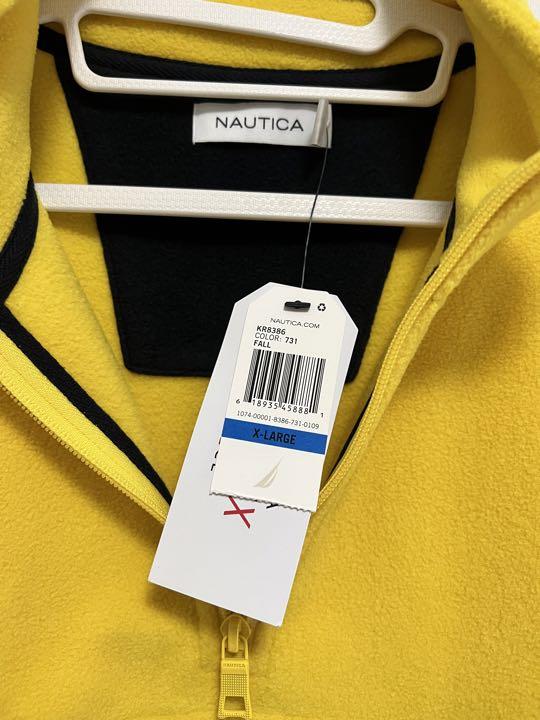 NAUTICA
NAUTICA.COM
KR8386
COLOR: 731
FALL
6 18935 45888 1
1074-00001-8386-731-0109
X-LARGE
NAUTICA